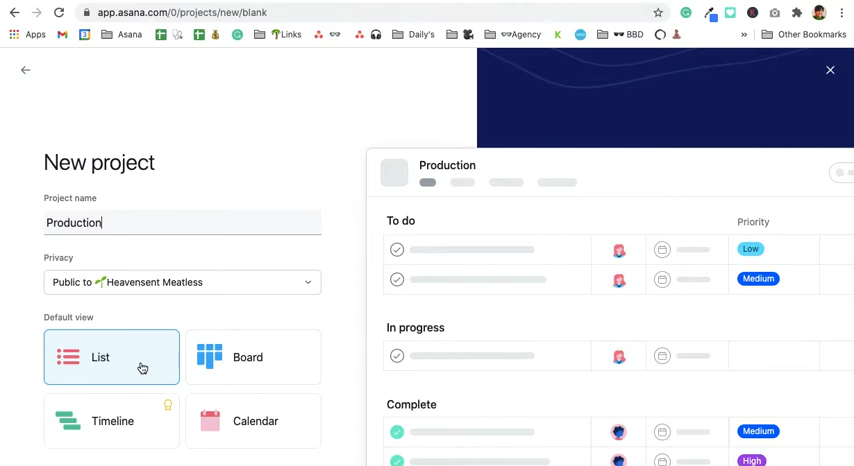 app.asana.com/0/projects/new/blank
Apps
Asana
Links
Daily's
Agency
K
BBD
»
Other Bookmarks
New project
Project name
Production
Privacy
Public to Heavensent Meatless
Default view
List
Board
Timeline
Calendar
Production
To do
Priority
Low
Medium
In progress
Complete
Medium
High